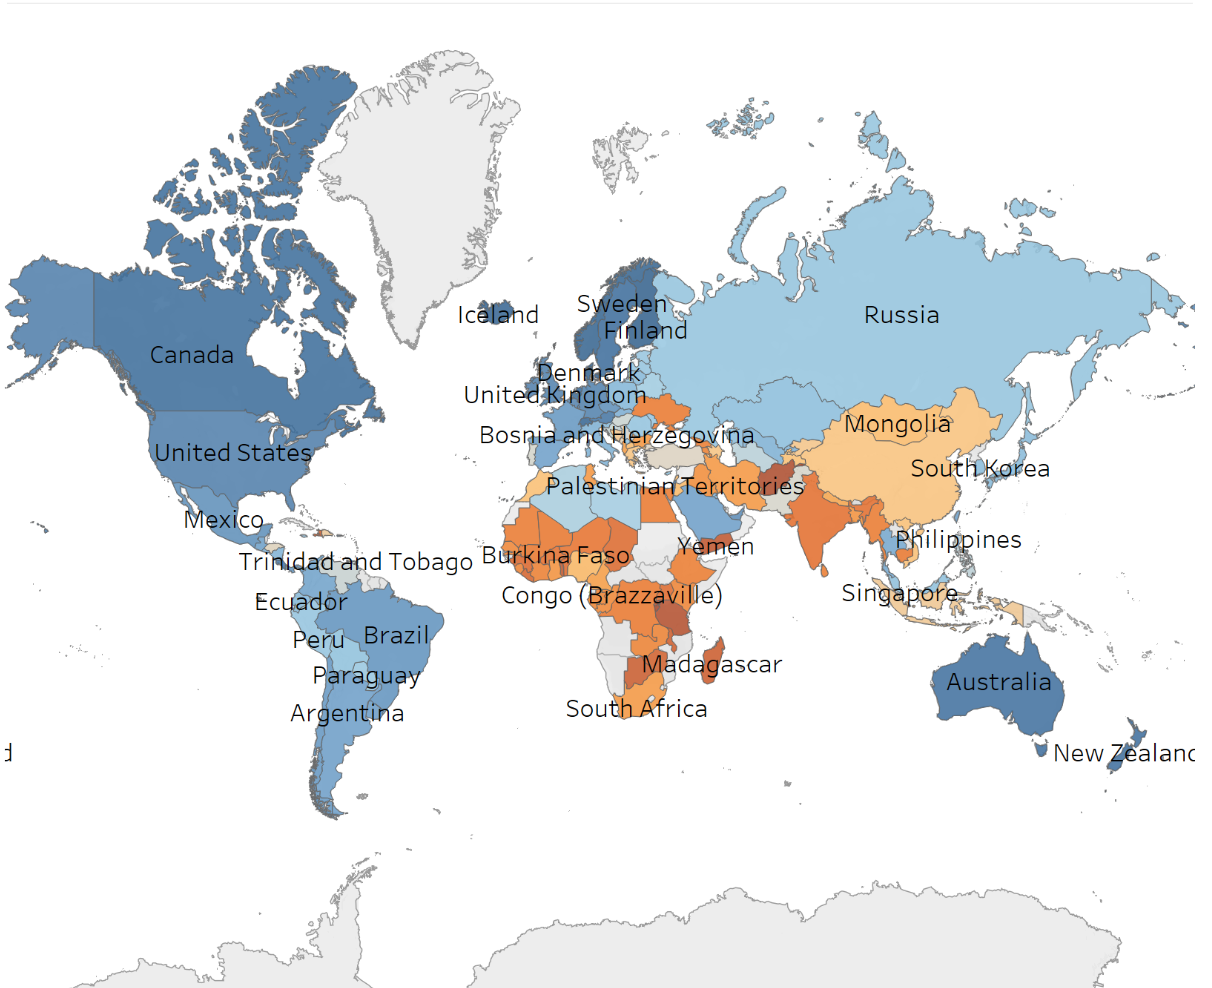 Iceland
Sweden
Russia
Finland
Canada
Denmark
United Kingdom
Mongolia
Bosnia and Herzegovina
United States
South Korea
Palestinian Territories
Mexico
Philippines
Yemen
Burkina Faso
Trinidad and Tobago
Singapore
Congo (Brazzaville)
Ecuador
Brazil
Peru
Madagascar
Paraguay
Australia
South Africa
Argentina
d
New Zealand